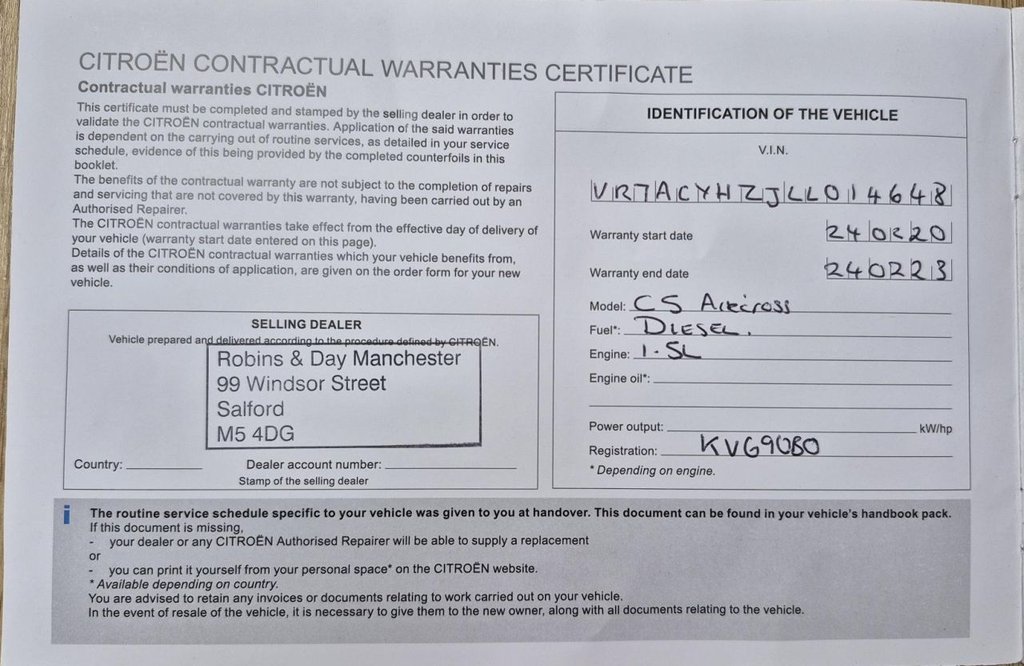 CITROËN CONTRACTUAL WARRANTIES CERTIFICATE
Contractual warranties CITROËN
This certificate must be completed and stamped by the selling dealer in order to
validate the CITROËN contractual warranties. Application of the said warranties
is dependent on the carrying out of routine services, as detailed in your service
schedule, evidence of this being provided by the completed counterfoils in this
booklet.
The benefits of the contractual warranty are not subject to the completion of repairs
and servicing that are not covered by this warranty, having been carried out by an
Authorised Repairer.
The CITROËN contractual warranties take effect from the effective day of delivery of
your vehicle (warranty start date entered on this page).
Details of the CITROËN contractual warranties which your vehicle benefits from,
as well as their conditions of application, are given on the order form for your new
vehicle.
SELLING DEALER
Vehicle prepared and delivered according to the procedure defined by CITROËN.
Robins & Day Manchester
99 Windsor Street
Salford
M5 4DG
Country:
Dealer account number:
Stamp of the selling dealer
IDENTIFICATION OF THE VEHICLE
V.I.N.
VR7ACYHZJLL014648
Warranty start date 240220
Warranty end date 240223
Model: C5 Aircross
Fuel*: DIESEL.
Engine: 1.5L
Engine oil*:
Power output: kW/hp
Registration: KV69OBO
* Depending on engine.
i
The routine service schedule specific to your vehicle was given to you at handover. This document can be found in your vehicle's handbook pack.
If this document is missing,
- your dealer or any CITROËN Authorised Repairer will be able to supply a replacement
or
- you can print it yourself from your personal space* on the CITROËN website.
* Available depending on country.
You are advised to retain any invoices or documents relating to work carried out on your vehicle.
In the event of resale of the vehicle, it is necessary to give them to the new owner, along with all documents relating to the vehicle.